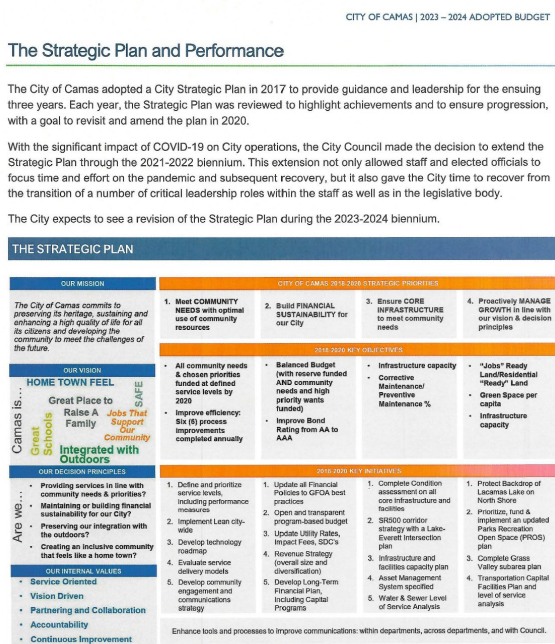 CITY OF CAMAS | 2023 – 2024 ADOPTED BUDGET
The Strategic Plan and Performance
The City of Camas adopted a City Strategic Plan in 2017 to provide guidance and leadership for the ensuing
three years. Each year, the Strategic Plan was reviewed to highlight achievements and to ensure progression,
with a goal to revisit and amend the plan in 2020.
With the significant impact of COVID-19 on City operations, the City Council made the decision to extend the
Strategic Plan through the 2021-2022 biennium. This extension not only allowed staff and elected officials to
focus time and effort on the pandemic and subsequent recovery, but it also gave the City time to recover from
the transition of a number of critical leadership roles within the staff as well as in the legislative body.
The City expects to see a revision of the Strategic Plan during the 2023-2024 biennium.
THE STRATEGIC PLAN
OUR MISSION
The City of Camas commits to
preserving its heritage, sustaining and
enhancing a high quality of life for all
its citizens and developing the
community to meet the challenges of
the future.
OUR VISION
Camas is...
HOME TOWN FEEL
SAFE
Great Place to
Raise A
Family
Great
Schools
Jobs That
Support
Our
Community
Integrated with
Outdoors
OUR DECISION PRINCIPLES
Are we...
• Providing services in line with
community needs & priorities?
• Maintaining or building financial
sustainability for our City?
• Preserving our integration with
the outdoors?
• Creating an inclusive community
that feels like a home town?
OUR INTERNAL VALUES
• Service Oriented
• Vision Driven
• Partnering and Collaboration
• Accountability
• Continuous Improvement
CITY OF CAMAS 2018-2020 STRATEGIC PRIORITIES
1. Meet COMMUNITY
NEEDS with optimal
use of community
resources
2. Build FINANCIAL
SUSTAINABILITY for
our City
3. Ensure CORE
INFRASTRUCTURE
to meet community
needs
4. Proactively MANAGE
GROWTH in line with
our vision & decision
principles
2018-2020 KEY OBJECTIVES
• All community needs
& chosen priorities
funded at defined
service levels by
2020
• Improve efficiency:
Six (6) process
improvements
completed annually
• Balanced Budget
(with reserve funded
AND community
needs and high
priority wants
funded)
• Improve Bond
Rating from AA to
AAA
• Infrastructure capacity
• Corrective
Maintenance/
Preventive
Maintenance %
• "Jobs" Ready
Land/Residential
"Ready" Land
• Green Space per
capita
• Infrastructure
capacity
2018-2020 KEY INITIATIVES
1. Define and prioritize
service levels,
including performance
measures
2. Implement Lean city-
wide
3. Develop technology
roadmap
4. Evaluate service
delivery models
5. Develop community
engagement and
communications
strategy
1. Update all Financial
Policies to GFOA best
practices
2. Open and transparent
program-based budget
3. Update Utility Rates,
Impact Fees, SDC's
4. Revenue Strategy
(overall size and
diversification)
5. Develop Long-Term
Financial Plan,
including Capital
Programs
1. Complete Condition
assessment on all
core infrastructure and
facilities
2. SR500 corridor
strategy with a Lake-
Everett Intersection
plan
3. Infrastructure and
facilities capacity plan
4. Asset Management
System specified
5. Water & Sewer Level
of Service Analysis
1. Protect Backdrop of
Lacamas Lake on
North Shore
2. Prioritize, fund &
implement an updated
Parks Recreation
Open Space (PROS)
plan
3. Complete Grass
Valley subarea plan
4. Transportation Capital
Facilities Plan and
level of service
analysis
Enhance tools and processes to improve communications: within departments, across departments, and with Council.